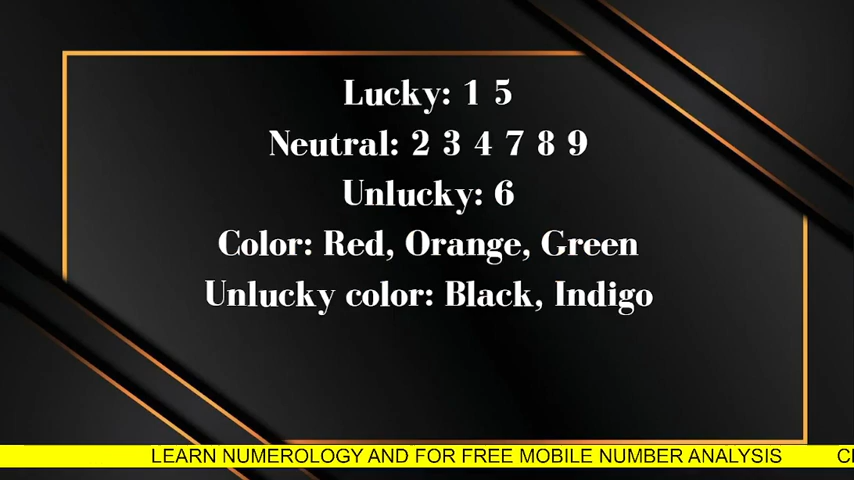 Lucky: 1 5
Neutral: 2 3 4 7 8 9
Unlucky: 6
Color: Red, Orange, Green
Unlucky color: Black, Indigo
LEARN NUMEROLOGY AND FOR FREE MOBILE NUMBER ANALYSIS